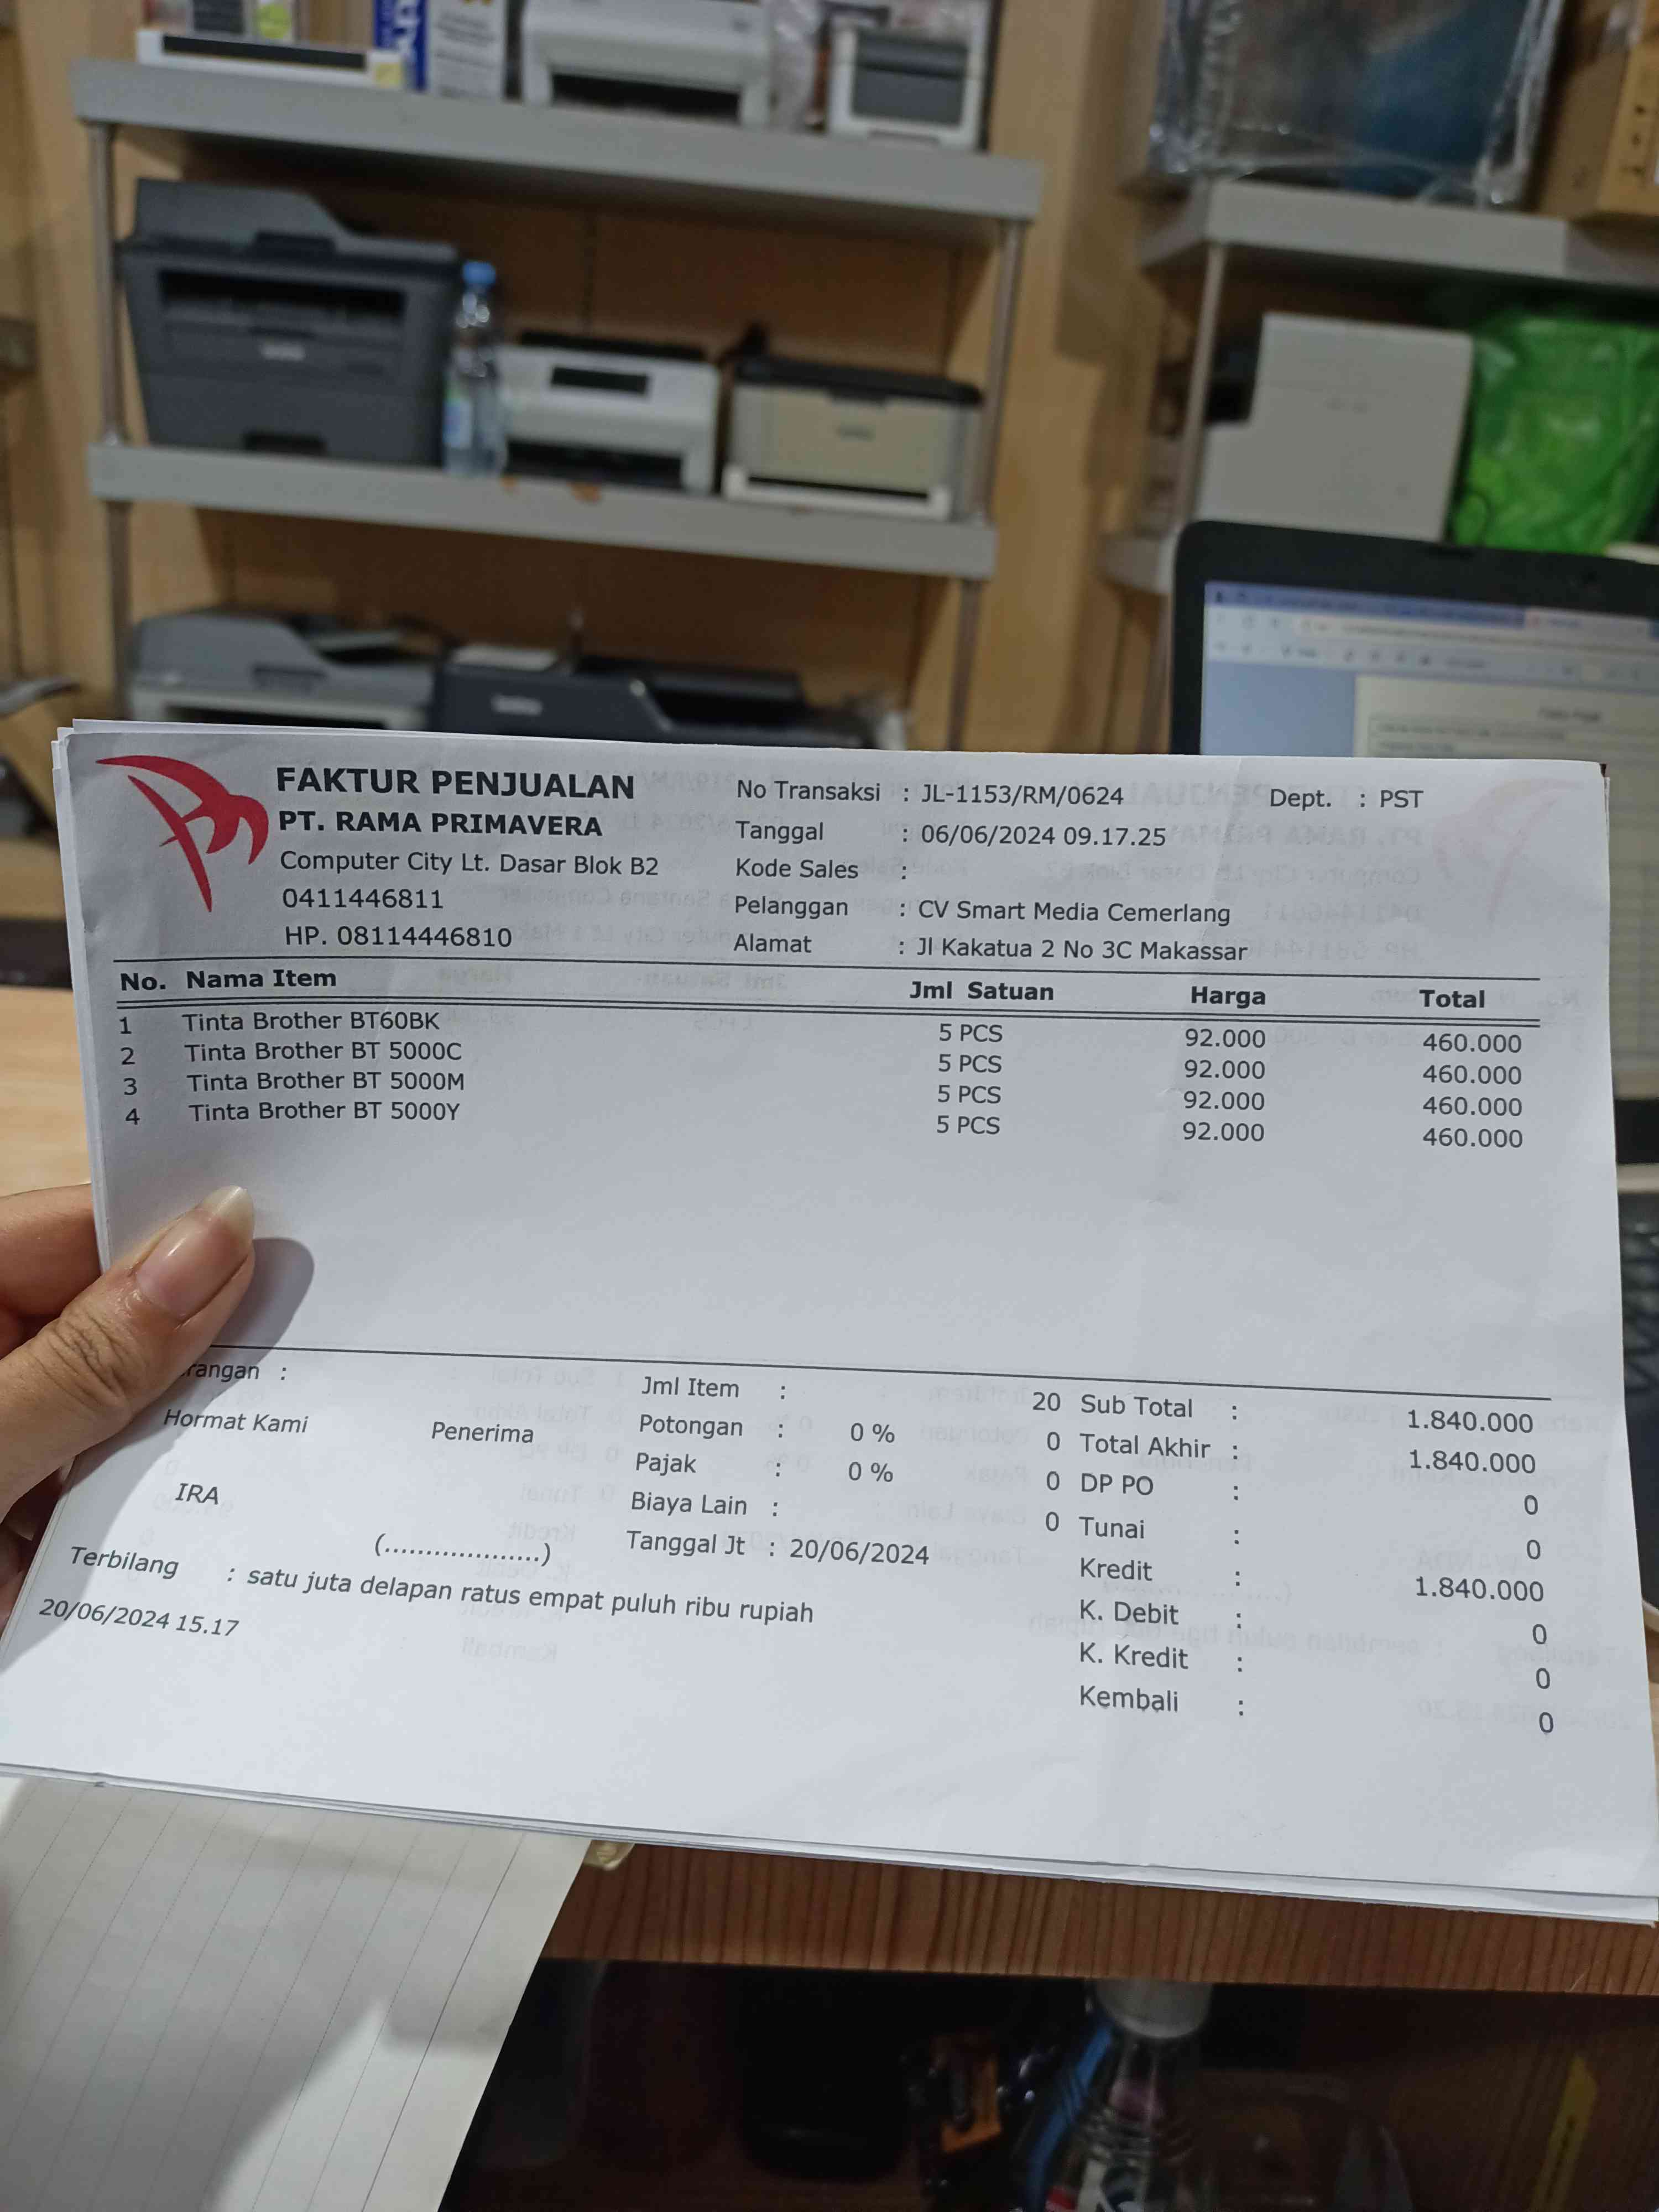 FAKTUR PENJUALAN
PT. RAMA PRIMAVERA
Computer City Lt. Dasar Blok B2
0411446811
HP. 08114446810
No Transaksi : JL-1153/RM/0624 Dept. : PST
Tanggal : 06/06/2024 09.17.25
Kode Sales :
Pelanggan : CV Smart Media Cemerlang
Alamat : Jl Kakatua 2 No 3C Makassar
No. Nama Item Jml Satuan Harga Total
1 Tinta Brother BT60BK 5 PCS 92.000 460.000
2 Tinta Brother BT 5000C 5 PCS 92.000 460.000
3 Tinta Brother BT 5000M 5 PCS 92.000 460.000
4 Tinta Brother BT 5000Y 5 PCS 92.000 460.000
rangan :
Hormat Kami Penerima
IRA
(...................)
Jml Item : 20
Potongan : 0 % 0
Pajak : 0 % 0
Biaya Lain : 0
Tanggal Jt : 20/06/2024
Sub Total : 1.840.000
Total Akhir : 1.840.000
DP PO : 0
Tunai : 0
Kredit : 1.840.000
K. Debit : 0
K. Kredit : 0
Kembali : 0
Terbilang : satu juta delapan ratus empat puluh ribu rupiah
20/06/2024 15.17